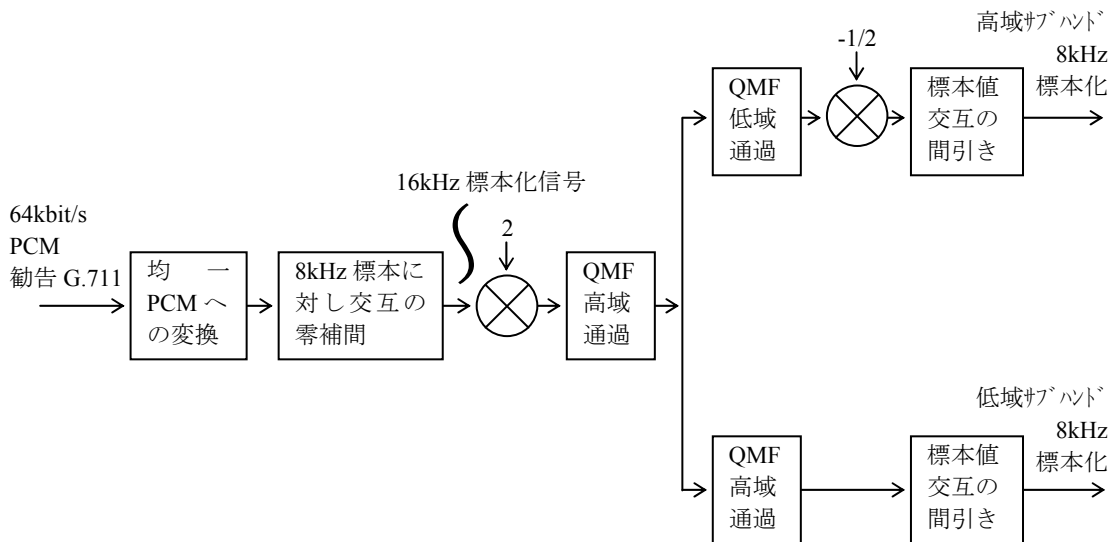 64kbit/s
PCM
勧告 G.711
均一
PCM へ
の変換
8kHz 標本に
対し交互の
零補間
16kHz 標本化信号
2
QMF
高域
通過
QMF
低域
通過
-1/2
標本値
交互の
間引き
高域ｻﾌﾞﾊﾝﾄﾞ
8kHz
標本化
QMF
高域
通過
標本値
交互の
間引き
低域ｻﾌﾞﾊﾝﾄﾞ
8kHz
標本化